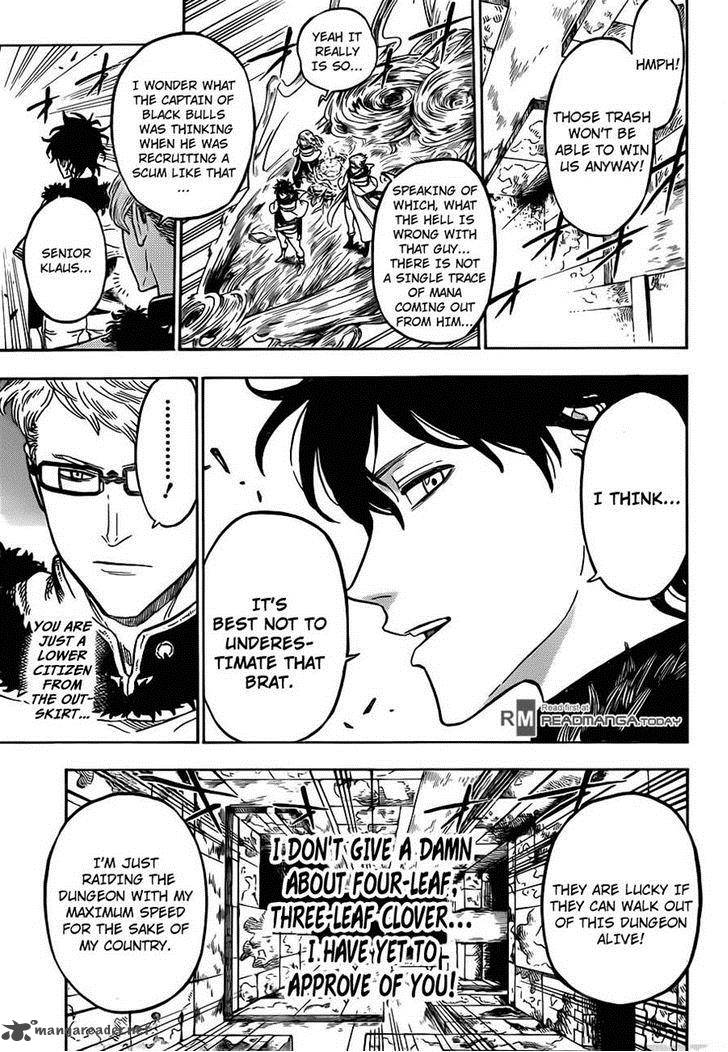 HMPH!
THOSE TRASH
WON'T BE
ABLE TO WIN
US ANYWAY!
YEAH IT
REALLY
IS SO...
SPEAKING OF
WHICH, WHAT
THE HELL IS
WRONG WITH
THAT GUY...
THERE IS NOT
A SINGLE TRACE
OF MANA
COMING OUT
FROM HIM...
I WONDER WHAT
THE CAPTAIN OF
BLACK BULLS
WAS THINKING
WHEN HE WAS
RECRUITING A
SCUM LIKE THAT
...
SENIOR
KLAUS...
I THINK...
IT'S
BEST NOT TO
UNDERES-
TIMATE THAT
BRAT.
.........
YOU ARE
JUST A
LOWER
CITIZEN
FROM
THE OUT-
SKIRT...
RM
Read first at
READMANGA.TODAY
THEY ARE LUCKY IF
THEY CAN WALK OUT
OF THIS DUNGEON
ALIVE!
I DON'T GIVE A DAMN
ABOUT FOUR-LEAF,
THREE-LEAF CLOVER...
I HAVE YET TO
APPROVE OF YOU!
I'M JUST
RAIDING THE
DUNGEON WITH MY
MAXIMUM SPEED
FOR THE SAKE OF
MY COUNTRY.
mangareader.net